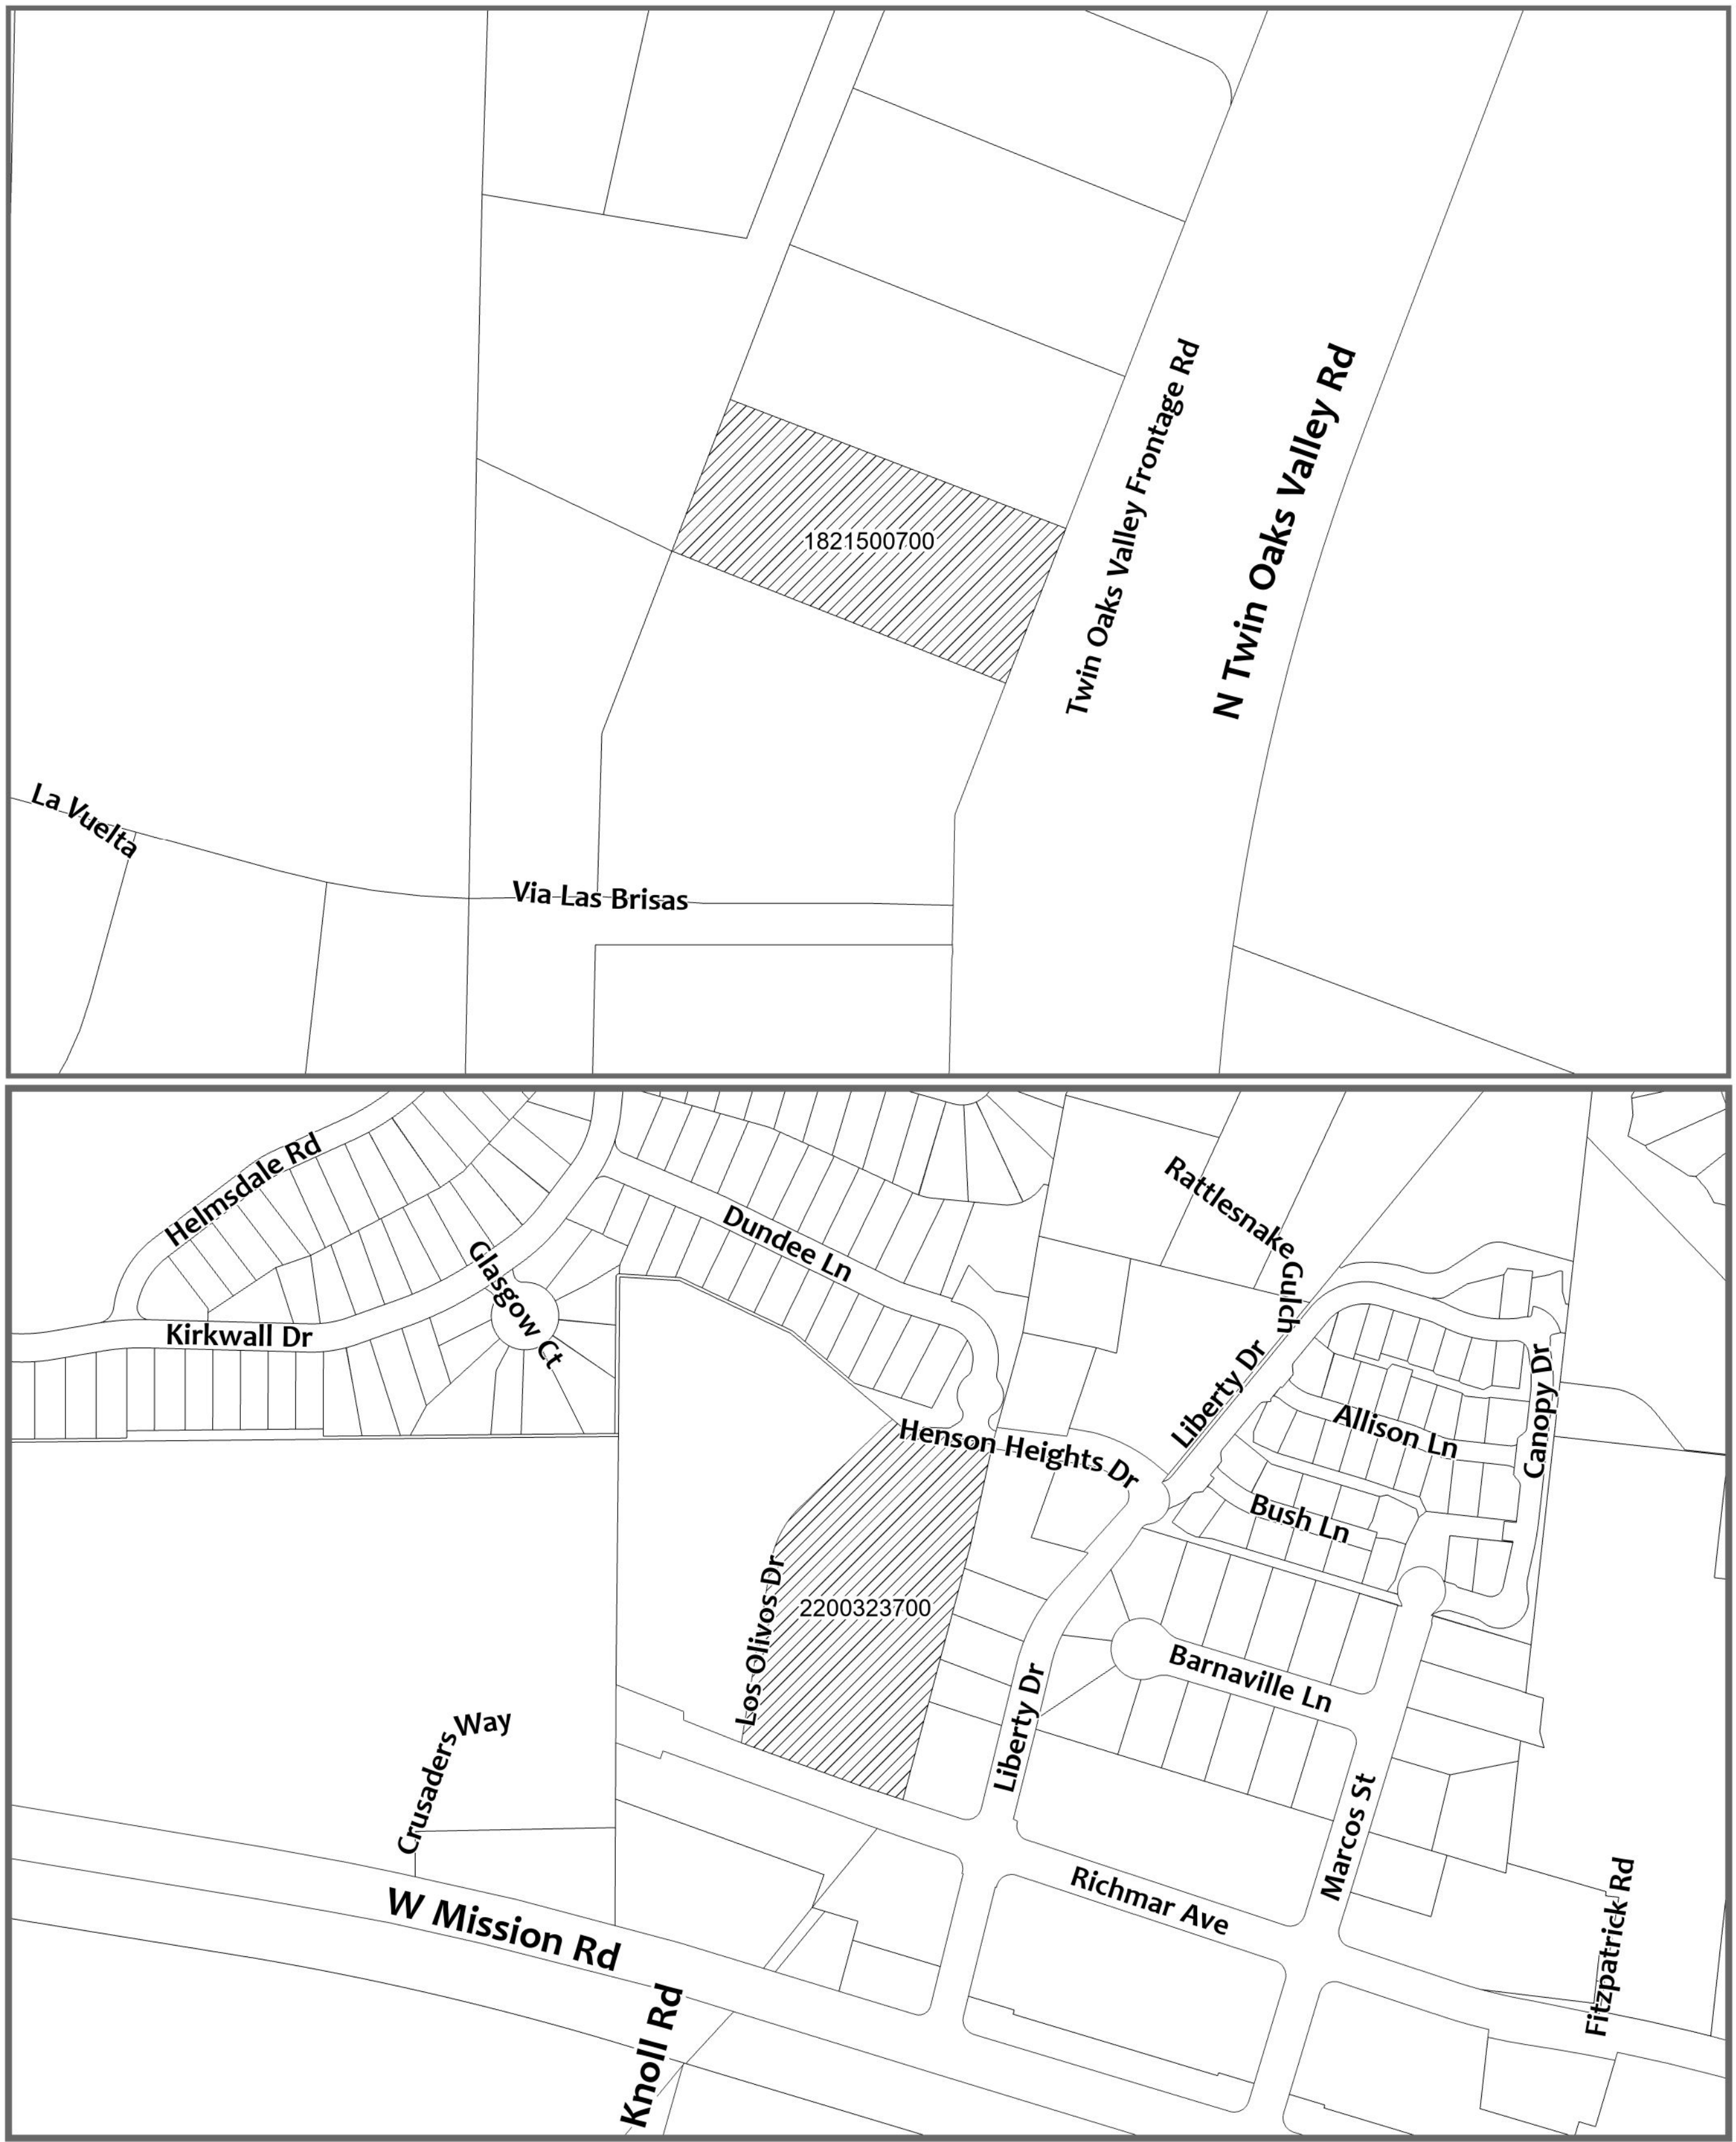 Twin Oaks Valley Frontage Rd
N Twin Oaks Valley Rd
1821500700
La Vuelta
Via Las Brisas
Helmsdale Rd
Rattlesnake Gulch
Dundee Ln
Glasgow Ct
Kirkwall Dr
Liberty Dr
Canopy Dr
Allison Ln
Henson Heights Dr
Bush Ln
Los Olivos Dr
2200323700
Barnaville Ln
Liberty Dr
Crusaders Way
Marcos St
Richmar Ave
W Mission Rd
Fitzpatrick Rd
Knoll Rd